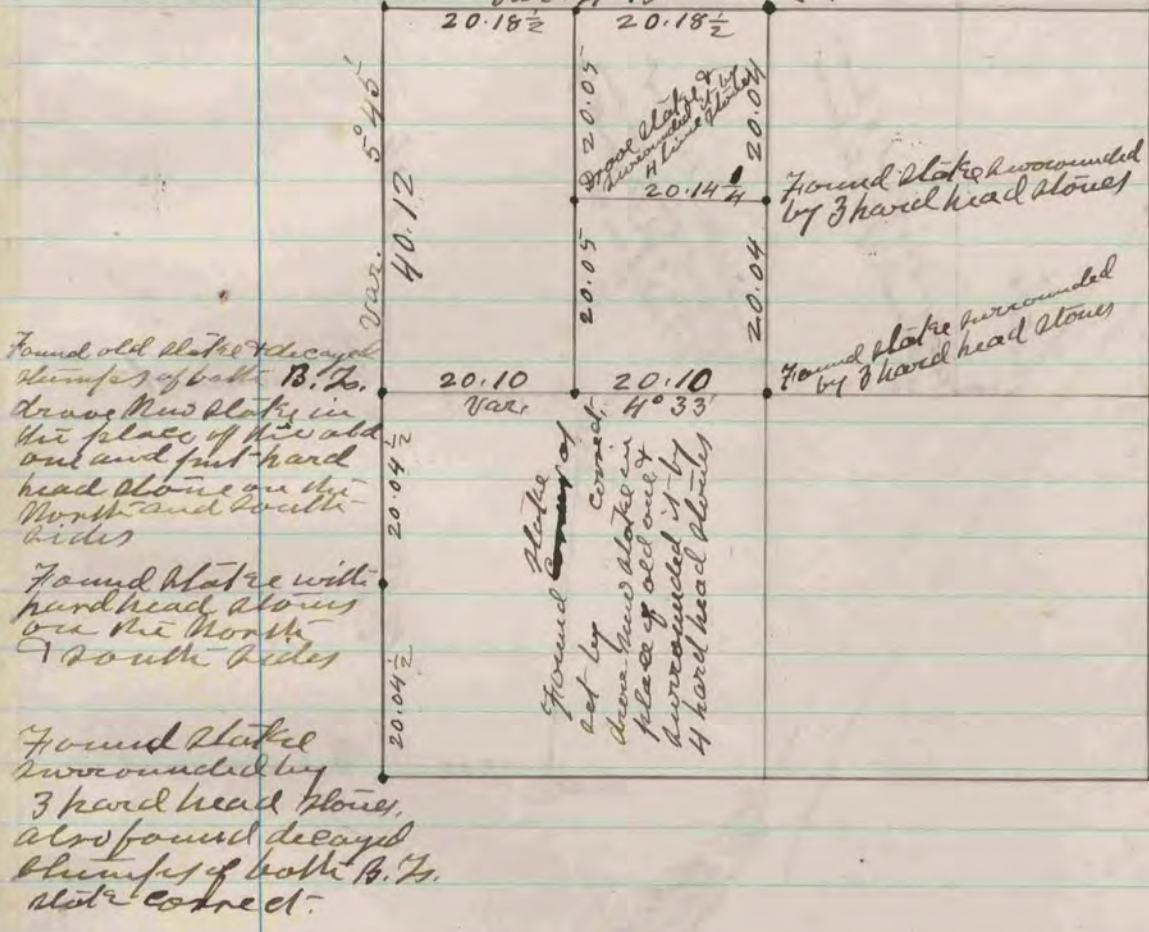 20.18½ 20.18½
Var. 5° 45'
40.12
20.05
20.05
Drove stake &
surrounded it by
4 lime stones
20.14¼
20.04
20.04
Found stake surrounded
by 3 hard head stones
Found stake surrounded
by 3 hard head stones
20.10 20.10
Var. 4° 33'
Found old stake & decayed
stumps of both B. Ts.
drove new stake in
the place of the old
one and put hard
head stone on the
North and South
sides
20.04½
Found stake with
hard head stones
on the North
& South sides
20.04½
Found stake
set by correct,
drove new stake in
place of old one &
surrounded it by
4 hard head stones
Found stake
surrounded by
3 hard head stones,
also found decayed
stumps of both B. Ts.
stake correct.